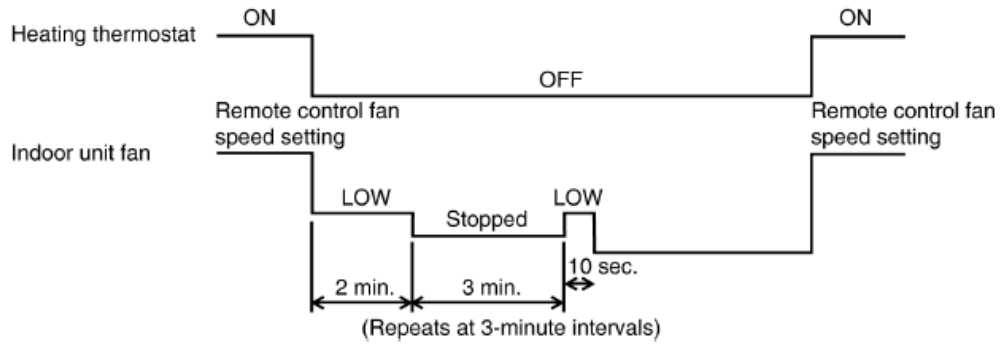 ON
ON
Heating thermostat
OFF
Remote control fan
speed setting
Remote control fan
speed setting
Indoor unit fan
LOW
LOW
Stopped
10 sec.
2 min.
3 min.
(Repeats at 3-minute intervals)